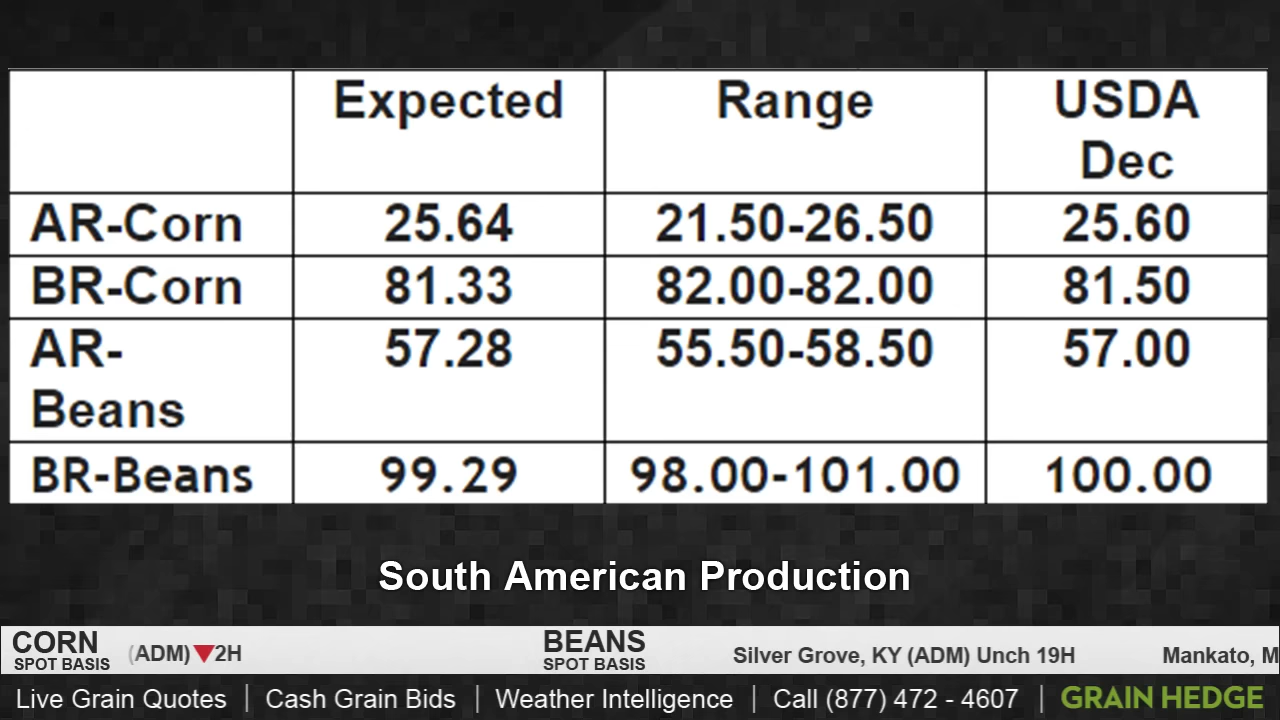 Expected Range USDA
Dec
AR-Corn 25.64 21.50-26.50 25.60
BR-Corn 81.33 82.00-82.00 81.50
AR- 57.28 55.50-58.50 57.00
Beans
BR-Beans 99.29 98.00-101.00 100.00
South American Production
CORN (ADM) 2H BEANS Silver Grove, KY (ADM) Unch 19H Mankato, M
SPOT BASIS SPOT BASIS
Live Grain Quotes | Cash Grain Bids | Weather Intelligence | Call (877) 472 - 4607 | GRAIN HEDGE